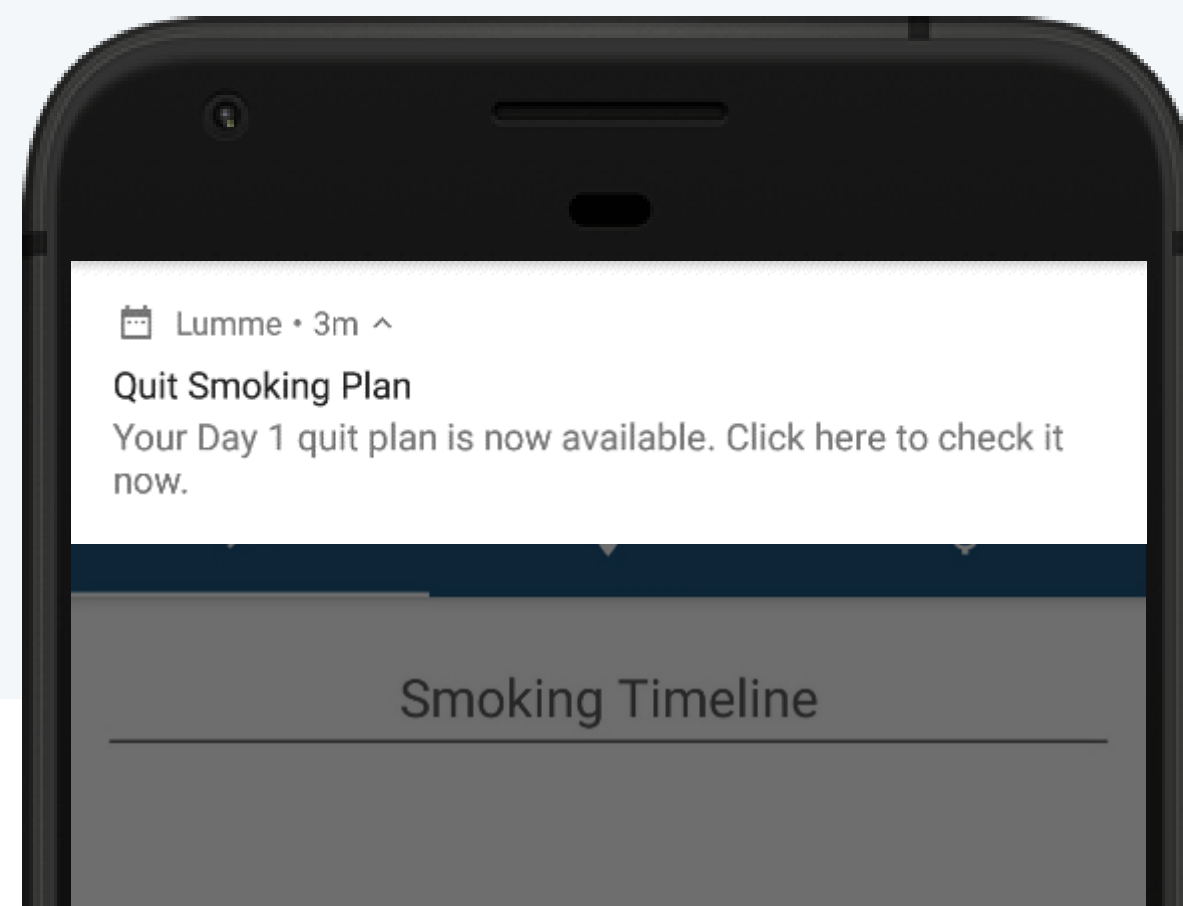 Lumme • 3m
Quit Smoking Plan
Your Day 1 quit plan is now available. Click here to check it
now.
Smoking Timeline